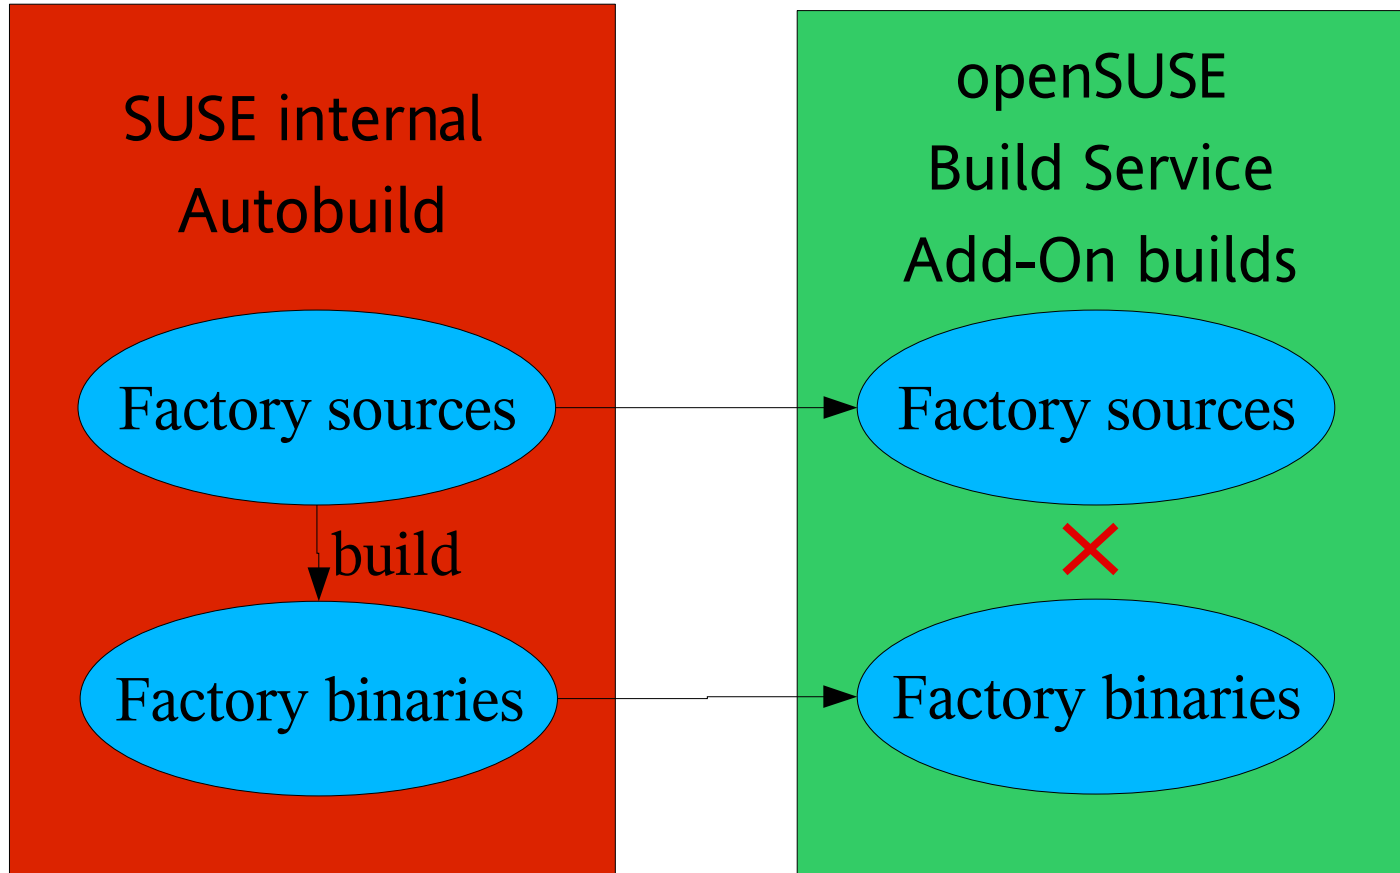 SUSE internal
Autobuild
Factory sources
build
Factory binaries
openSUSE
Build Service
Add-On builds
Factory sources
Factory binaries